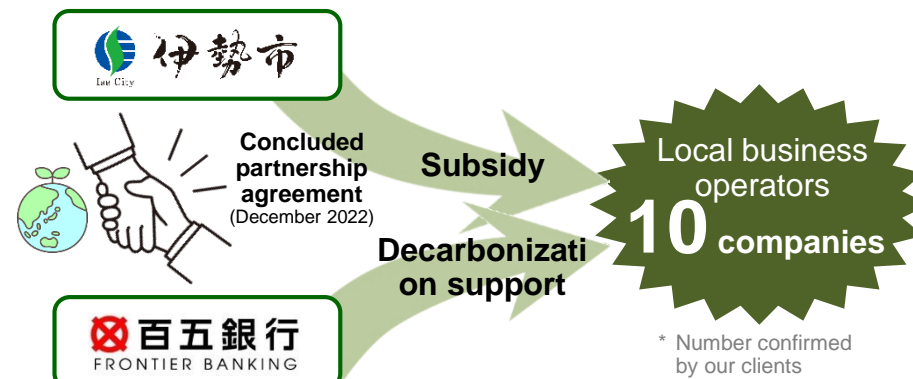 伊勢市
Ise City
Concluded
partnership
agreement
(December 2022)
Subsidy
Decarbonizati
on support
Local business
operators
10 companies
* Number confirmed
by our clients
百五銀行
FRONTIER BANKING